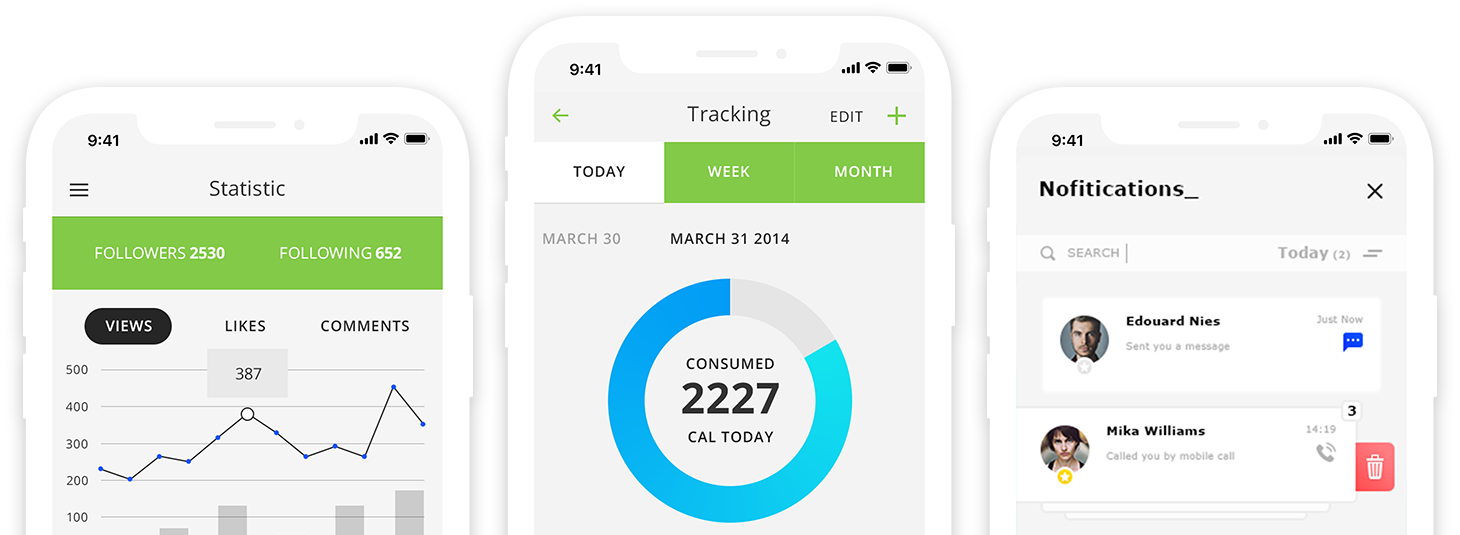 9:41
Statistic
FOLLOWERS 2530 FOLLOWING 652
VIEWS LIKES COMMENTS
387
500
400
300
200
100
9:41
Tracking EDIT
TODAY WEEK MONTH
MARCH 30 MARCH 31 2014
CONSUMED
2227
CAL TODAY
9:41
Nofitications_
SEARCH Today (2)
Edouard Nies Just Now
Sent you a message
3
Mika Williams 14:19
Called you by mobile call